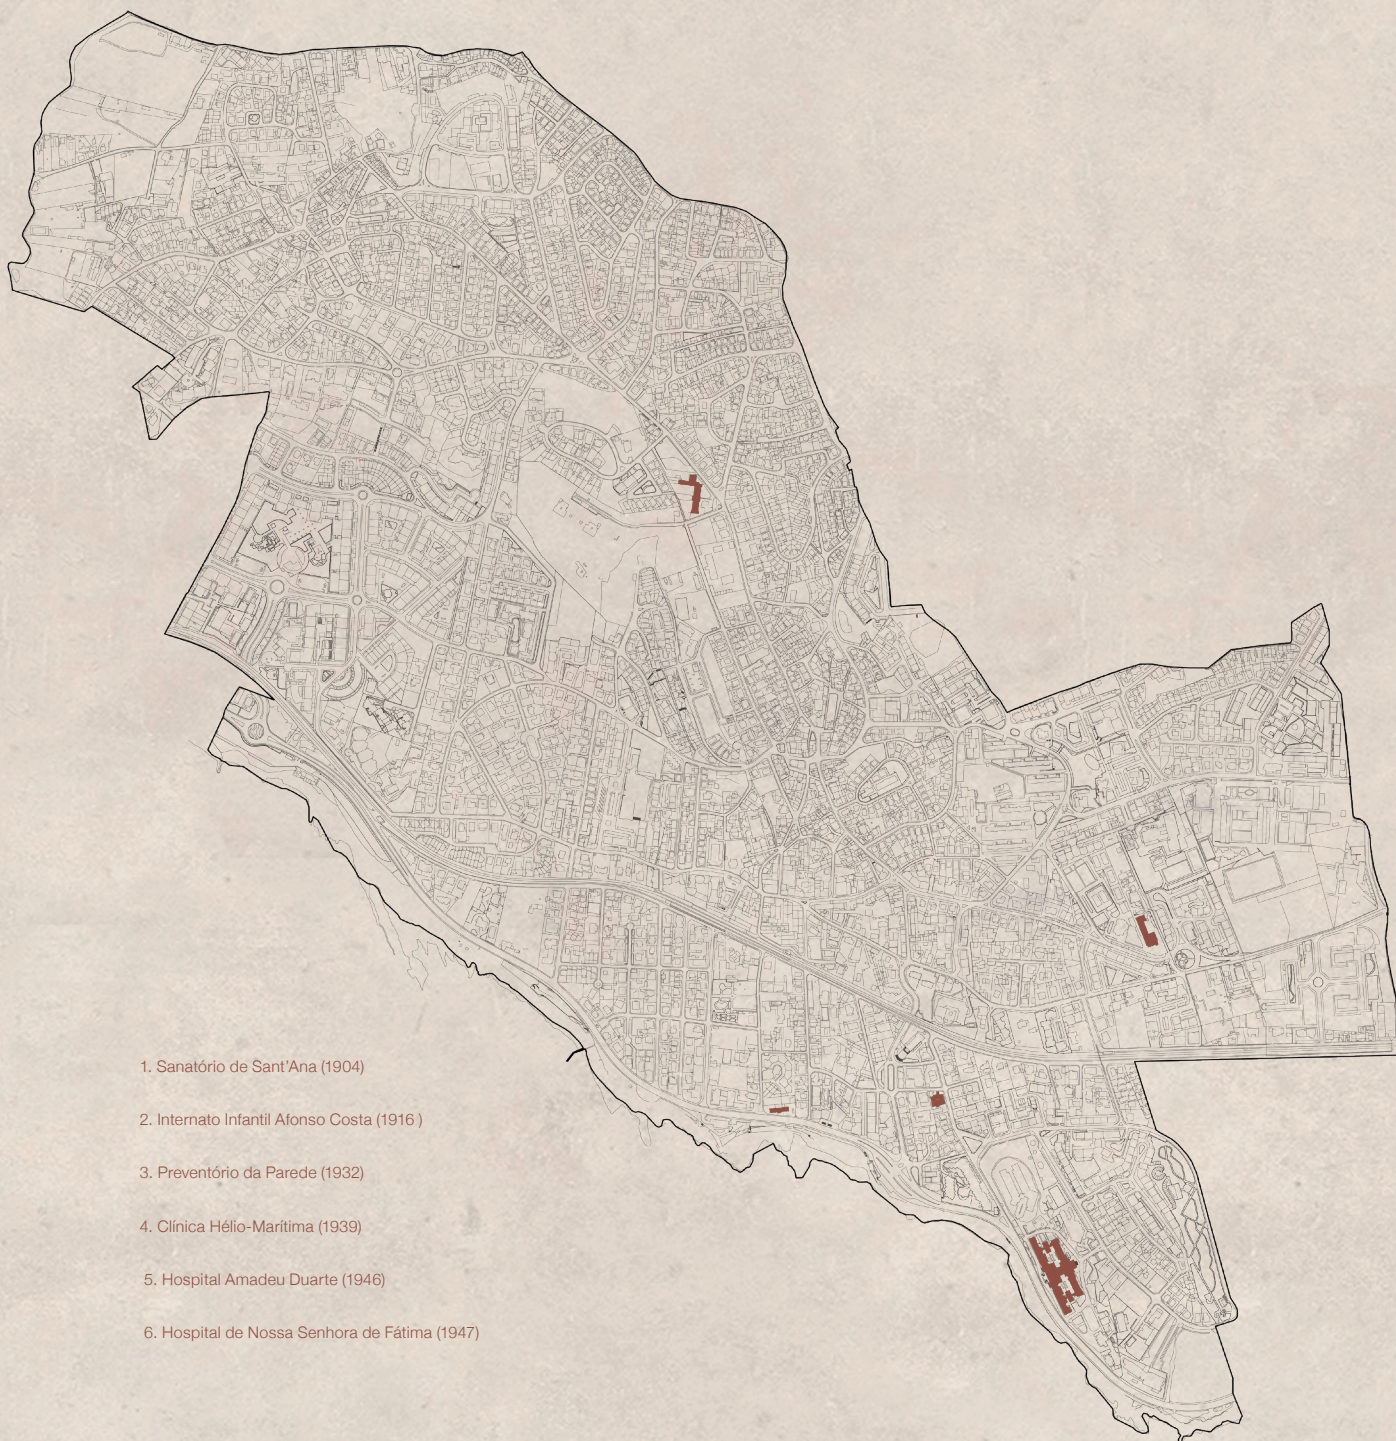 1. Sanatório de Sant'Ana (1904)
2. Internato Infantil Afonso Costa (1916 )
3. Preventório da Parede (1932)
4. Clínica Hélio-Marítima (1939)
5. Hospital Amadeu Duarte (1946)
6. Hospital de Nossa Senhora de Fátima (1947)